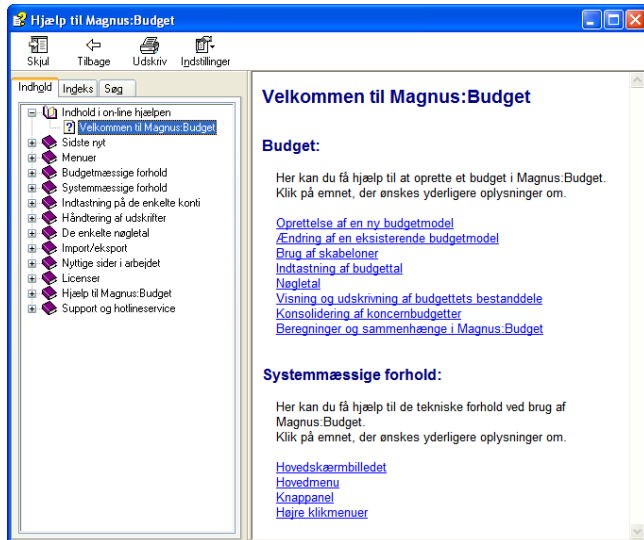 Hjælp til Magnus:Budget
Skjul Tilbage Udskriv Indstillinger
Indhold Indeks Søg
Indhold i on-line hjælpen
Velkommen til Magnus:Budget
Sidste nyt
Menuer
Budgetmæssige forhold
Systemmæssige forhold
Indtastning på de enkelte konti
Håndtering af udskrifter
De enkelte nøgletal
Import/eksport
Nyttige sider i arbejdet
Licenser
Hjælp til Magnus:Budget
Support og hotlineservice
Velkommen til Magnus:Budget
Budget:
Her kan du få hjælp til at oprette et budget i Magnus:Budget.
Klik på emnet, der ønskes yderligere oplysninger om.
Oprettelse af en ny budgetmodel
Ændring af en eksisterende budgetmodel
Brug af skabeloner
Indtastning af budgettal
Nøgletal
Visning og udskrivning af budgettets bestanddele
Konsolidering af koncernbudgetter
Beregninger og sammenhænge i Magnus:Budget
Systemmæssige forhold:
Her kan du få hjælp til de tekniske forhold ved brug af
Magnus:Budget.
Klik på emnet, der ønskes yderligere oplysninger om.
Hovedskærmbilledet
Hovedmenu
Knappanel
Højre klikmenuer